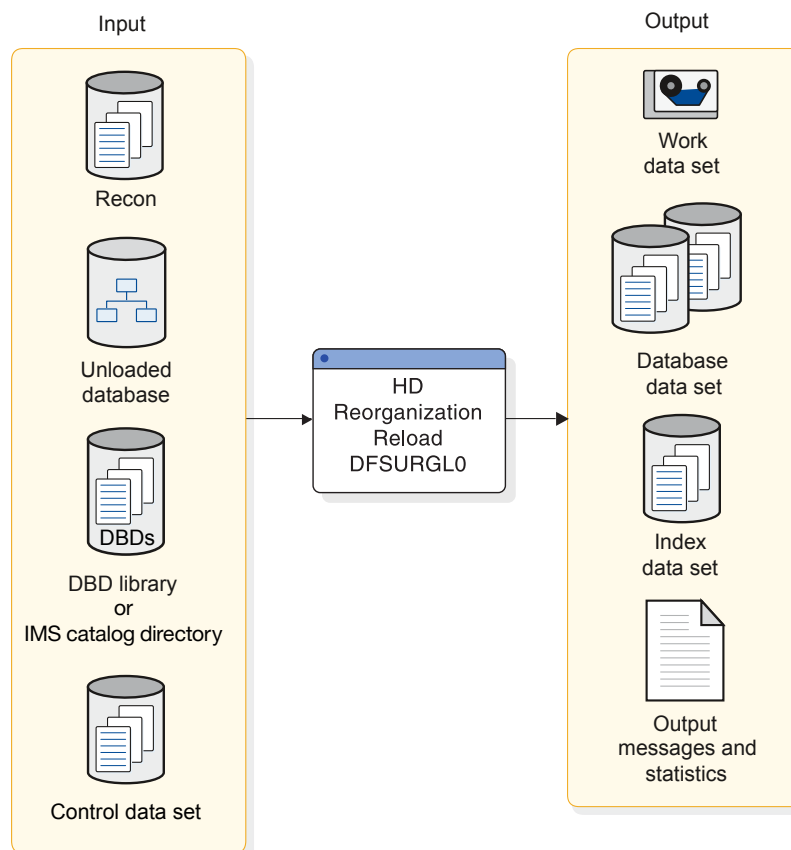 Input
Recon
Unloaded
database
DBDs
DBD library
or
IMS catalog directory
Control data set
HD
Reorganization
Reload
DFSURGL0
Output
Work
data set
Database
data set
Index
data set
Output
messages and
statistics